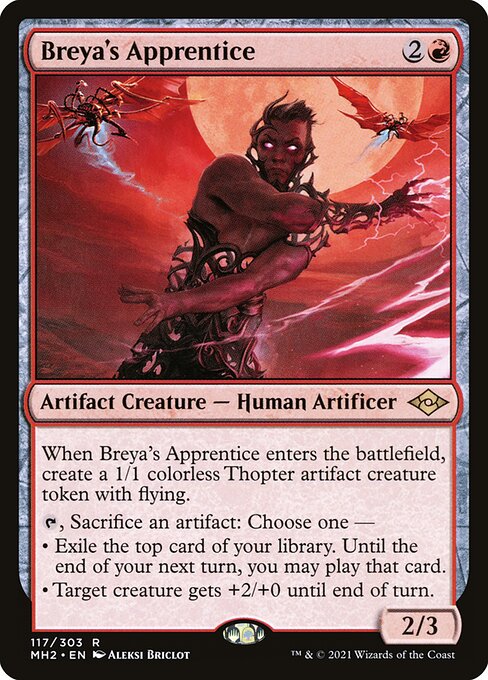 Breya's Apprentice 2
Artifact Creature — Human Artificer
When Breya's Apprentice enters the battlefield,
create a 1/1 colorless Thopter artifact creature
token with flying.
, Sacrifice an artifact: Choose one —
• Exile the top card of your library. Until the
end of your next turn, you may play that card.
• Target creature gets +2/+0 until end of turn.
2/3
117/303 R
MH2 • EN Aleksi Briclot
™ & © 2021 Wizards of the Coast